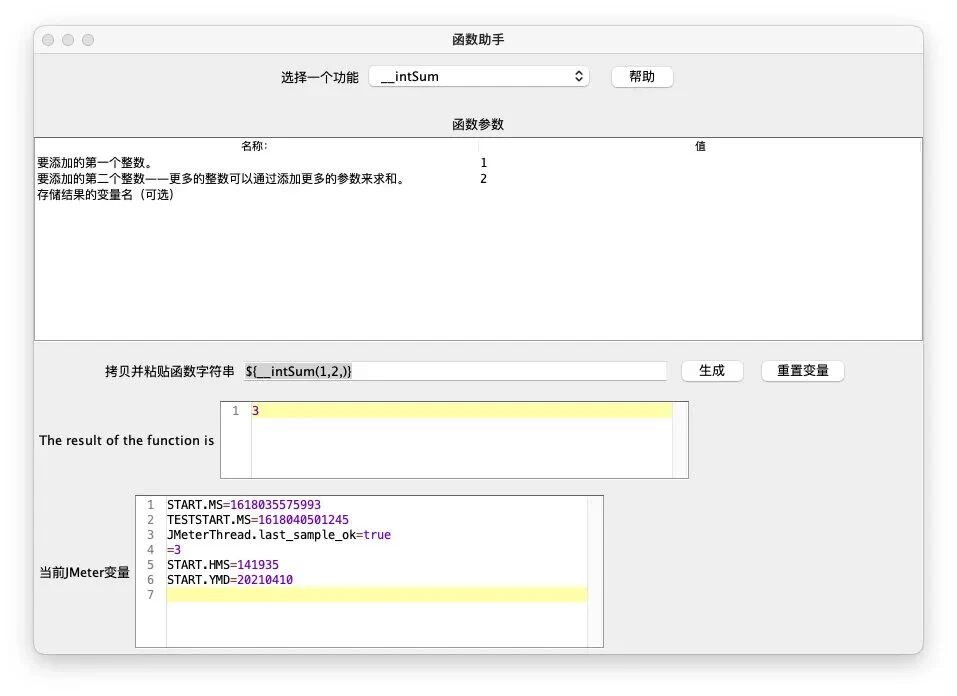 函数助手
选择一个功能 __intSum 帮助
函数参数
名称: 值
要添加的第一个整数。 1
要添加的第二个整数——更多的整数可以通过添加更多的参数来求和。 2
存储结果的变量名（可选）
拷贝并粘贴函数字符串 ${__intSum(1,2,)} 生成 重置变量
The result of the function is
1 3
当前JMeter变量
1 START.MS=1618035575993
2 TESTSTART.MS=1618040501245
3 JMeterThread.last_sample_ok=true
4 =3
5 START.HMS=141935
6 START.YMD=20210410
7